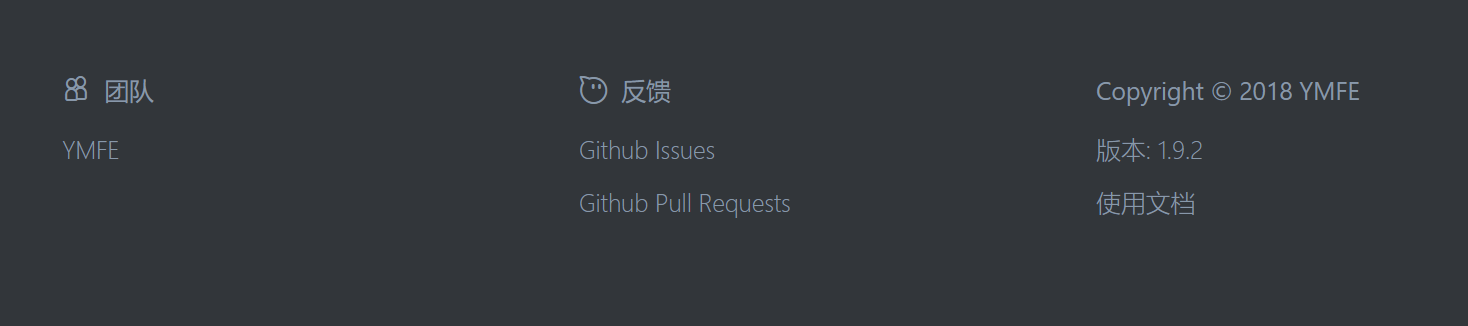 团队
YMFE
反馈
Github Issues
Github Pull Requests
Copyright © 2018 YMFE
版本: 1.9.2
使用文档